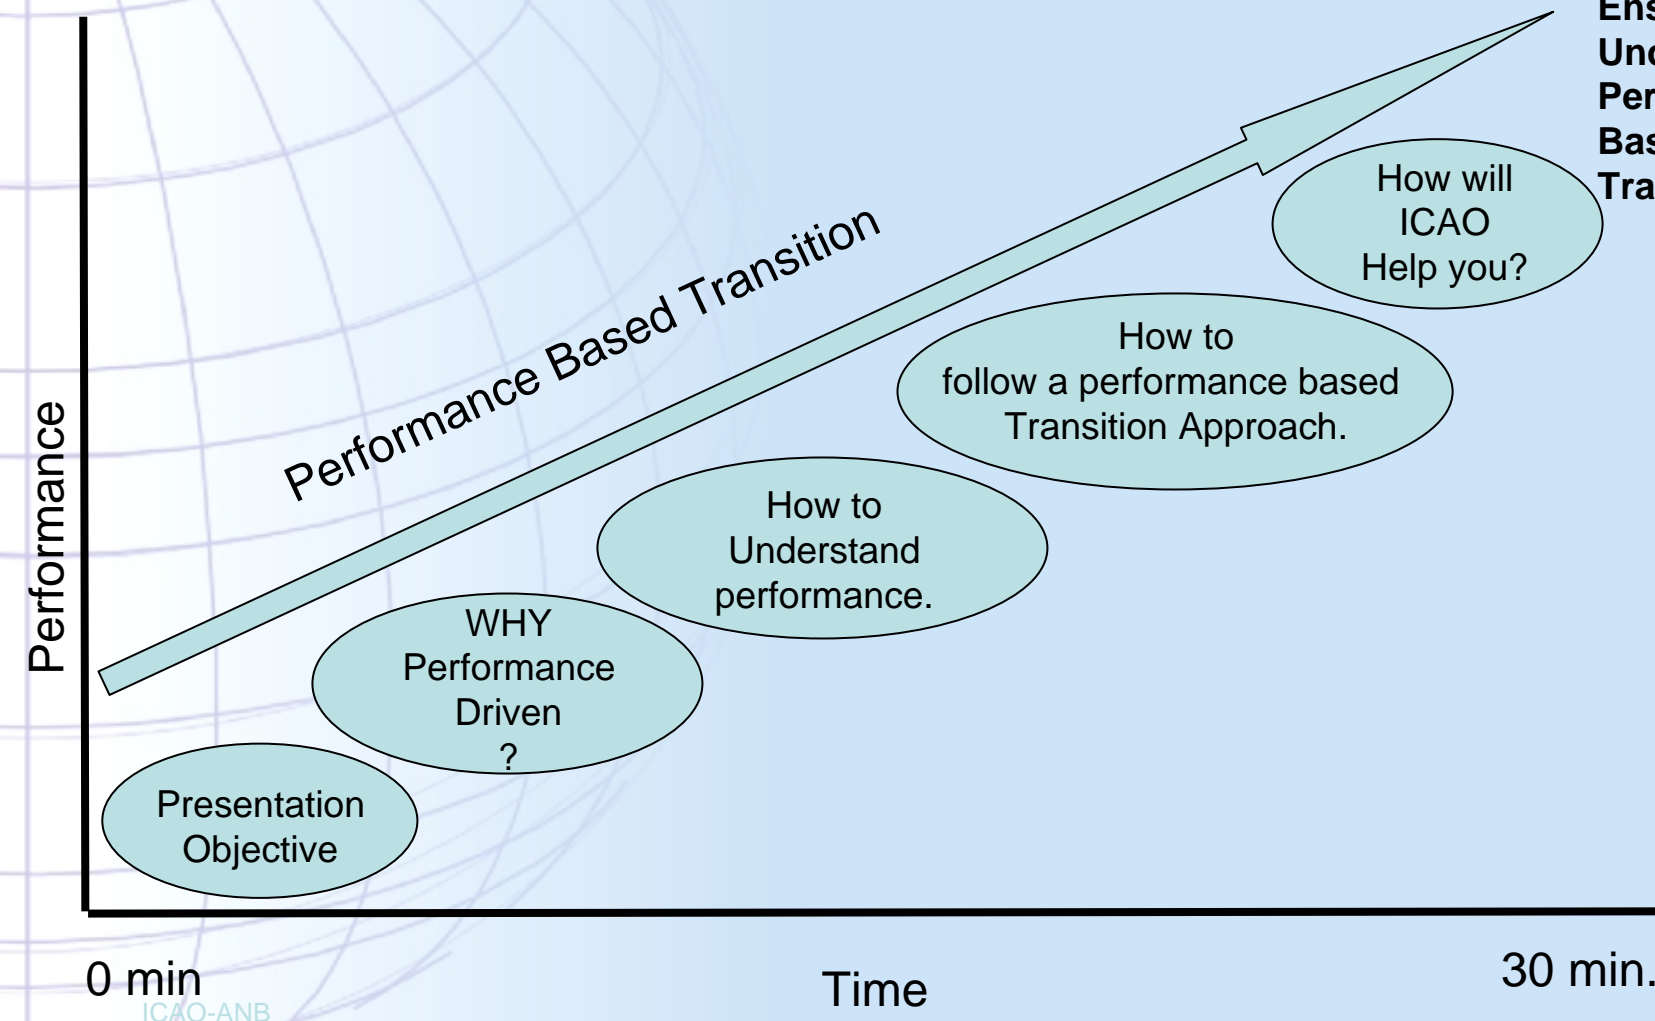 Performance Based Transition
How will
ICAO
Help you?
How to
follow a performance based
Transition Approach.
How to
Understand
performance.
WHY
Performance
Driven
?
Presentation
Objective
Performance
0 min
Time
30 min.
ICAO-ANB